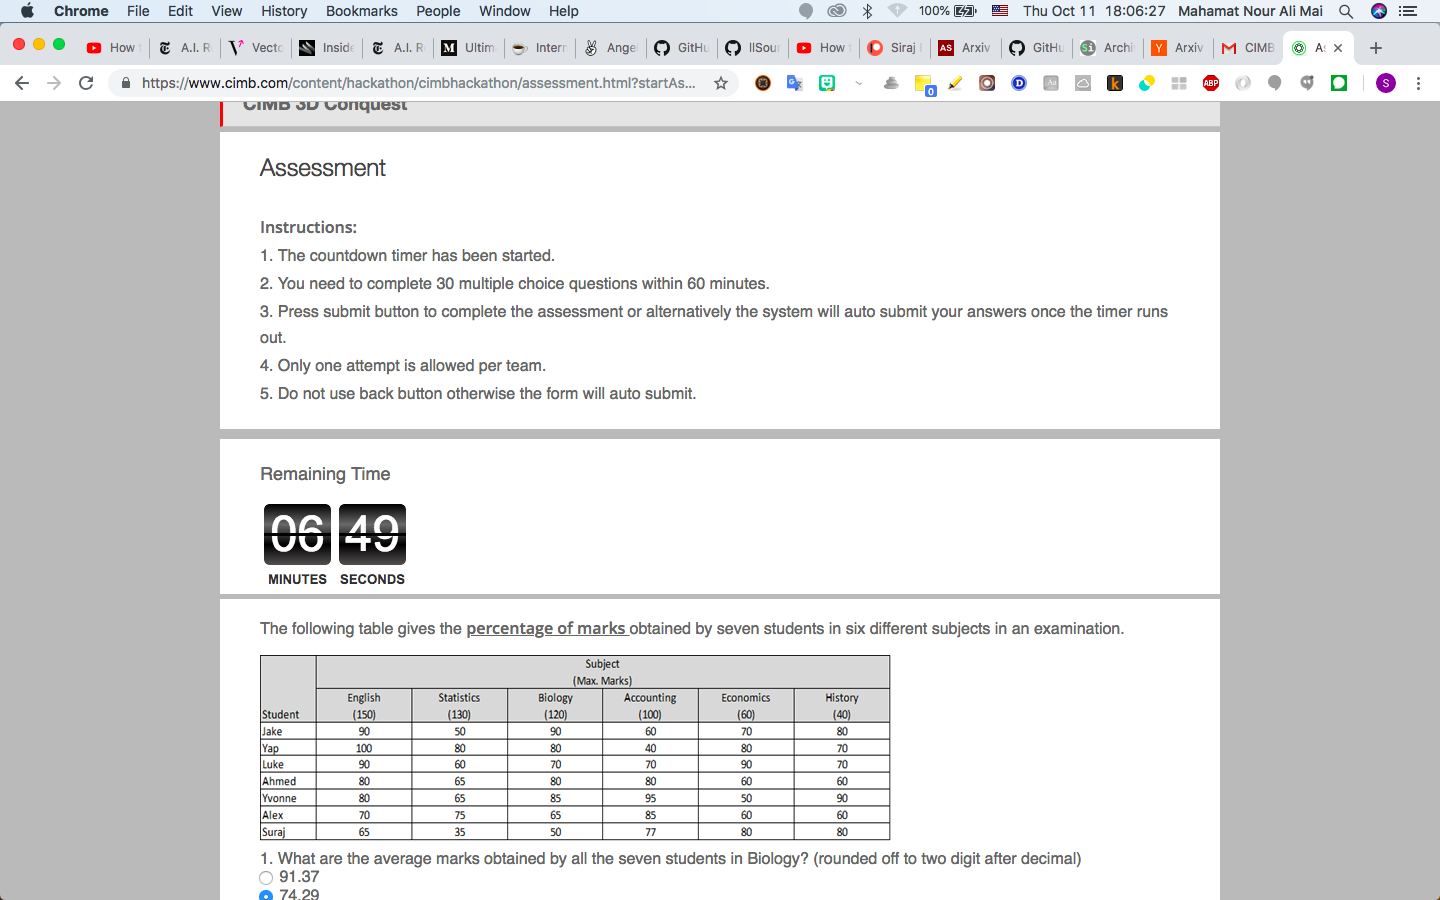 Chrome File Edit View History Bookmarks People Window Help 100% Thu Oct 11 18:06:27 Mahamat Nour Ali Mai
How A.I. R Vecto Inside A.I. R Ultim Intern Ange GitHu llSour How Siraj Arxiv GitHu Archi Arxiv CIMB As
https://www.cimb.com/content/hackathon/cimbhackathon/assessment.html?startAs...
CIMB 3D Conquest
Assessment
Instructions:
1. The countdown timer has been started.
2. You need to complete 30 multiple choice questions within 60 minutes.
3. Press submit button to complete the assessment or alternatively the system will auto submit your answers once the timer runs
out.
4. Only one attempt is allowed per team.
5. Do not use back button otherwise the form will auto submit.
Remaining Time
06 49
MINUTES SECONDS
The following table gives the percentage of marks obtained by seven students in six different subjects in an examination.
Subject
(Max. Marks)
English Statistics Biology Accounting Economics History
Student (150) (130) (120) (100) (60) (40)
Jake 90 50 90 60 70 80
Yap 100 80 80 40 80 70
Luke 90 60 70 70 90 70
Ahmed 80 65 80 80 60 60
Yvonne 80 65 85 95 50 90
Alex 70 75 65 85 60 60
Suraj 65 35 50 77 80 80
1. What are the average marks obtained by all the seven students in Biology? (rounded off to two digit after decimal)
91.37
74.29